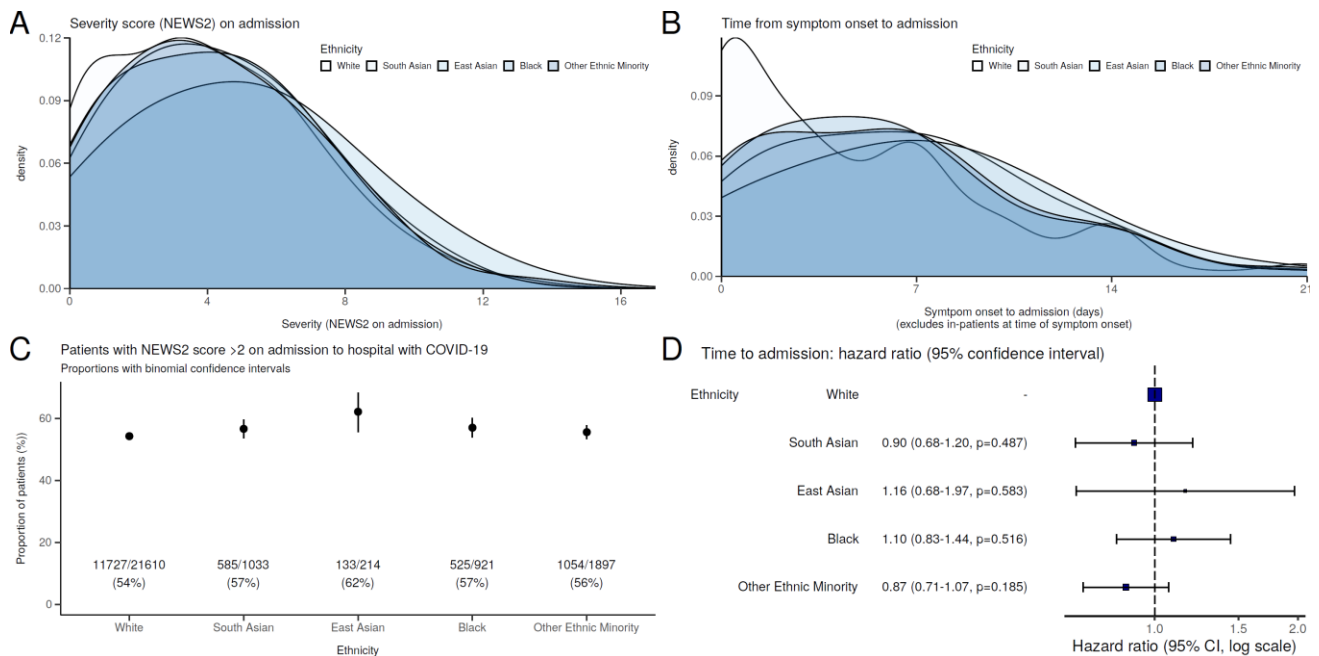 A
Severity score (NEWS2) on admission
Ethnicity
White South Asian East Asian Black Other Ethnic Minority
0.12
0.09
0.06
0.03
0.00
density
0 4 8 12 16
Severity (NEWS2 on admission)
B
Time from symptom onset to admission
Ethnicity
White South Asian East Asian Black Other Ethnic Minority
0.09
0.06
0.03
0.00
density
0 7 14 21
Symtpom onset to admission (days)
(excludes in-patients at time of symptom onset)
C
Patients with NEWS2 score >2 on admission to hospital with COVID-19
Proportions with binomial confidence intervals
60
40
20
0
Proportion of patients (%))
11727/21610 585/1033 133/214 525/921 1054/1897
(54%) (57%) (62%) (57%) (56%)
White South Asian East Asian Black Other Ethnic Minority
Ethnicity
D
Time to admission: hazard ratio (95% confidence interval)
Ethnicity White -
South Asian 0.90 (0.68-1.20, p=0.487)
East Asian 1.16 (0.68-1.97, p=0.583)
Black 1.10 (0.83-1.44, p=0.516)
Other Ethnic Minority 0.87 (0.71-1.07, p=0.185)
1.0 1.5 2.0
Hazard ratio (95% CI, log scale)